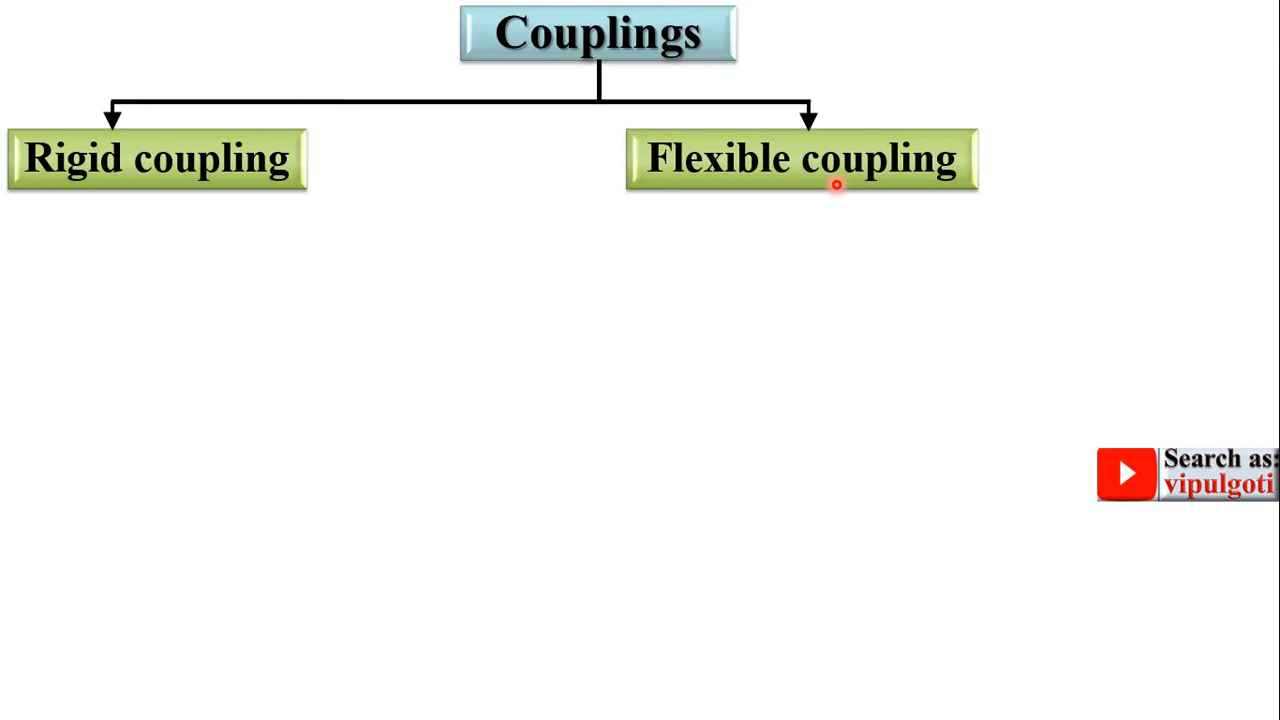 Couplings
Rigid coupling
Flexible coupling
Search as:
vipulgoti